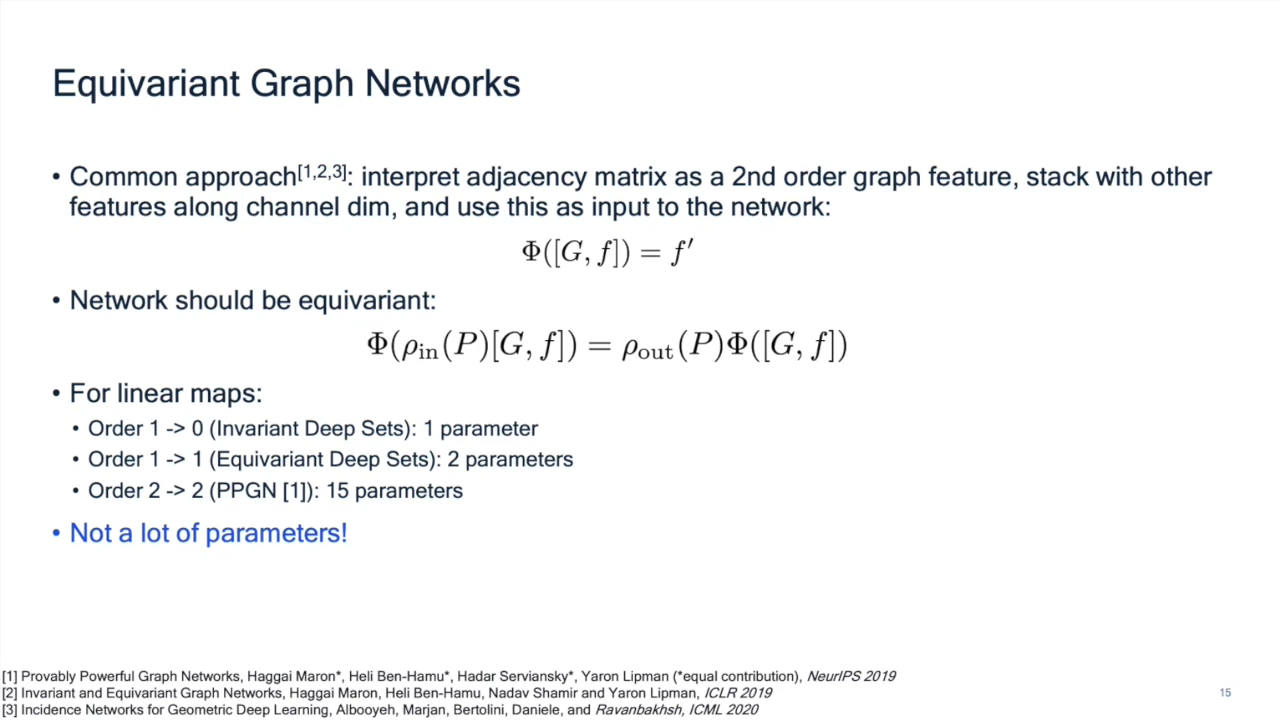 Equivariant Graph Networks
• Common approach[1,2,3]: interpret adjacency matrix as a 2nd order graph feature, stack with other
features along channel dim, and use this as input to the network:
Φ([G, f]) = f′
• Network should be equivariant:
Φ(ρin(P)[G, f]) = ρout(P)Φ([G, f])
• For linear maps:
• Order 1 -> 0 (Invariant Deep Sets): 1 parameter
• Order 1 -> 1 (Equivariant Deep Sets): 2 parameters
• Order 2 -> 2 (PPGN [1]): 15 parameters
• Not a lot of parameters!
[1] Provably Powerful Graph Networks, Haggai Maron*, Heli Ben-Hamu*, Hadar Serviansky*, Yaron Lipman (*equal contribution), NeurIPS 2019
[2] Invariant and Equivariant Graph Networks, Haggai Maron, Heli Ben-Hamu, Nadav Shamir and Yaron Lipman, ICLR 2019
[3] Incidence Networks for Geometric Deep Learning, Albooyeh, Marjan, Bertolini, Daniele, and Ravanbakhsh, ICML 2020
15